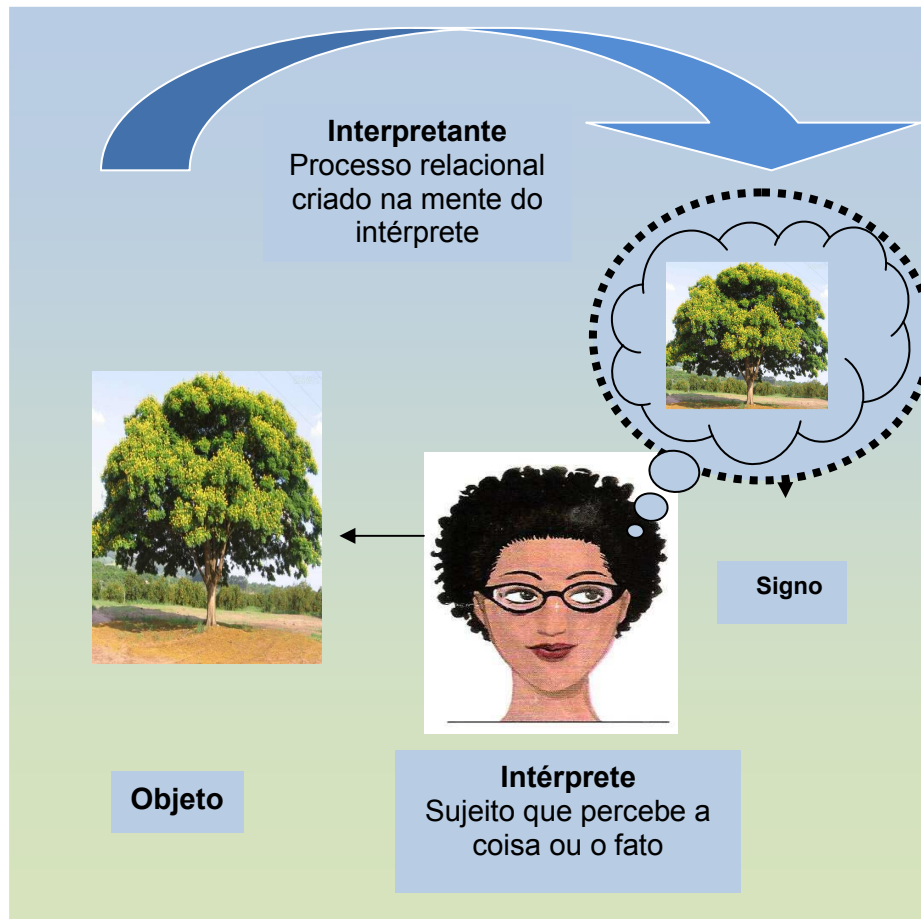 Interpretante
Processo relacional
criado na mente do
intérprete
Signo
Objeto
Intérprete
Sujeito que percebe a
coisa ou o fato